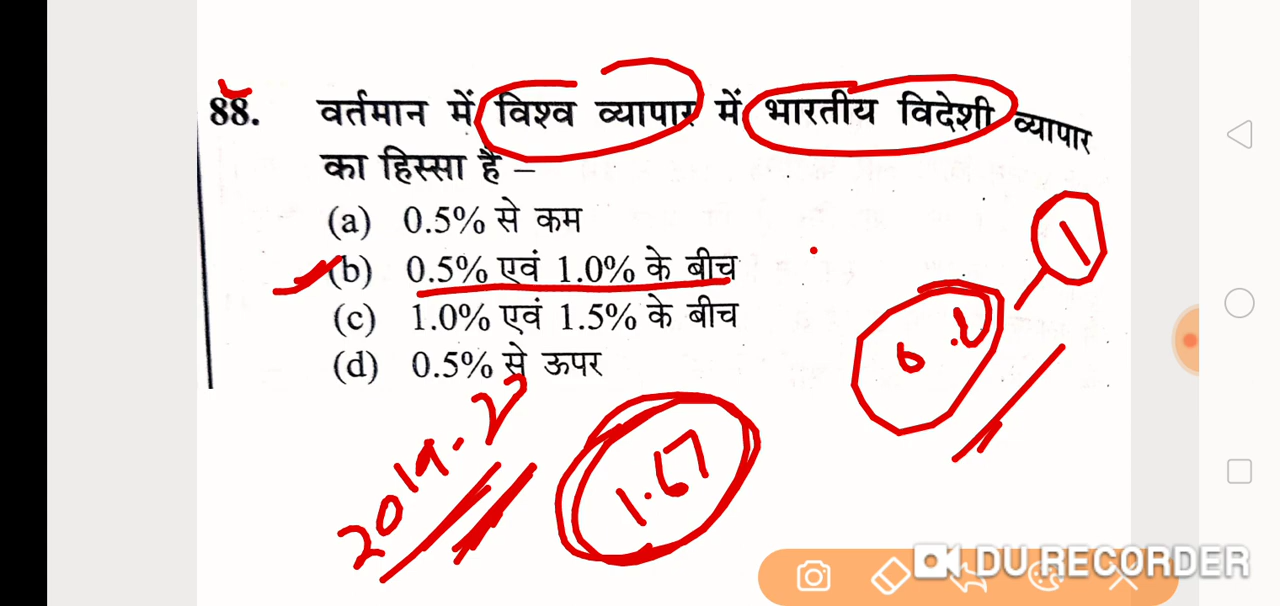 88. वर्तमान में विश्व व्यापार में भारतीय विदेशी व्यापार
का हिस्सा है –
(a) 0.5% से कम
(b) 0.5% एवं 1.0% के बीच
(c) 1.0% एवं 1.5% के बीच
(d) 0.5% से ऊपर
1
1.67
DU RECORDER